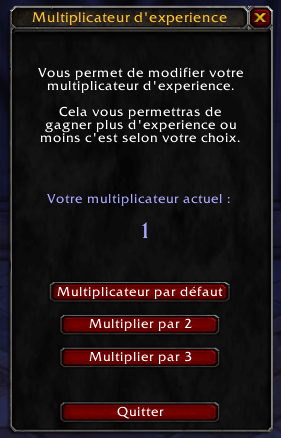 Multiplicateur d'experience
Vous permet de modifier votre
multiplicateur d'experience.
Cela vous permettras de
gagner plus d'experience ou
moins c'est selon votre choix.
Votre multiplicateur actuel :
1
Multiplicateur par défaut
Multiplier par 2
Multiplier par 3
Quitter